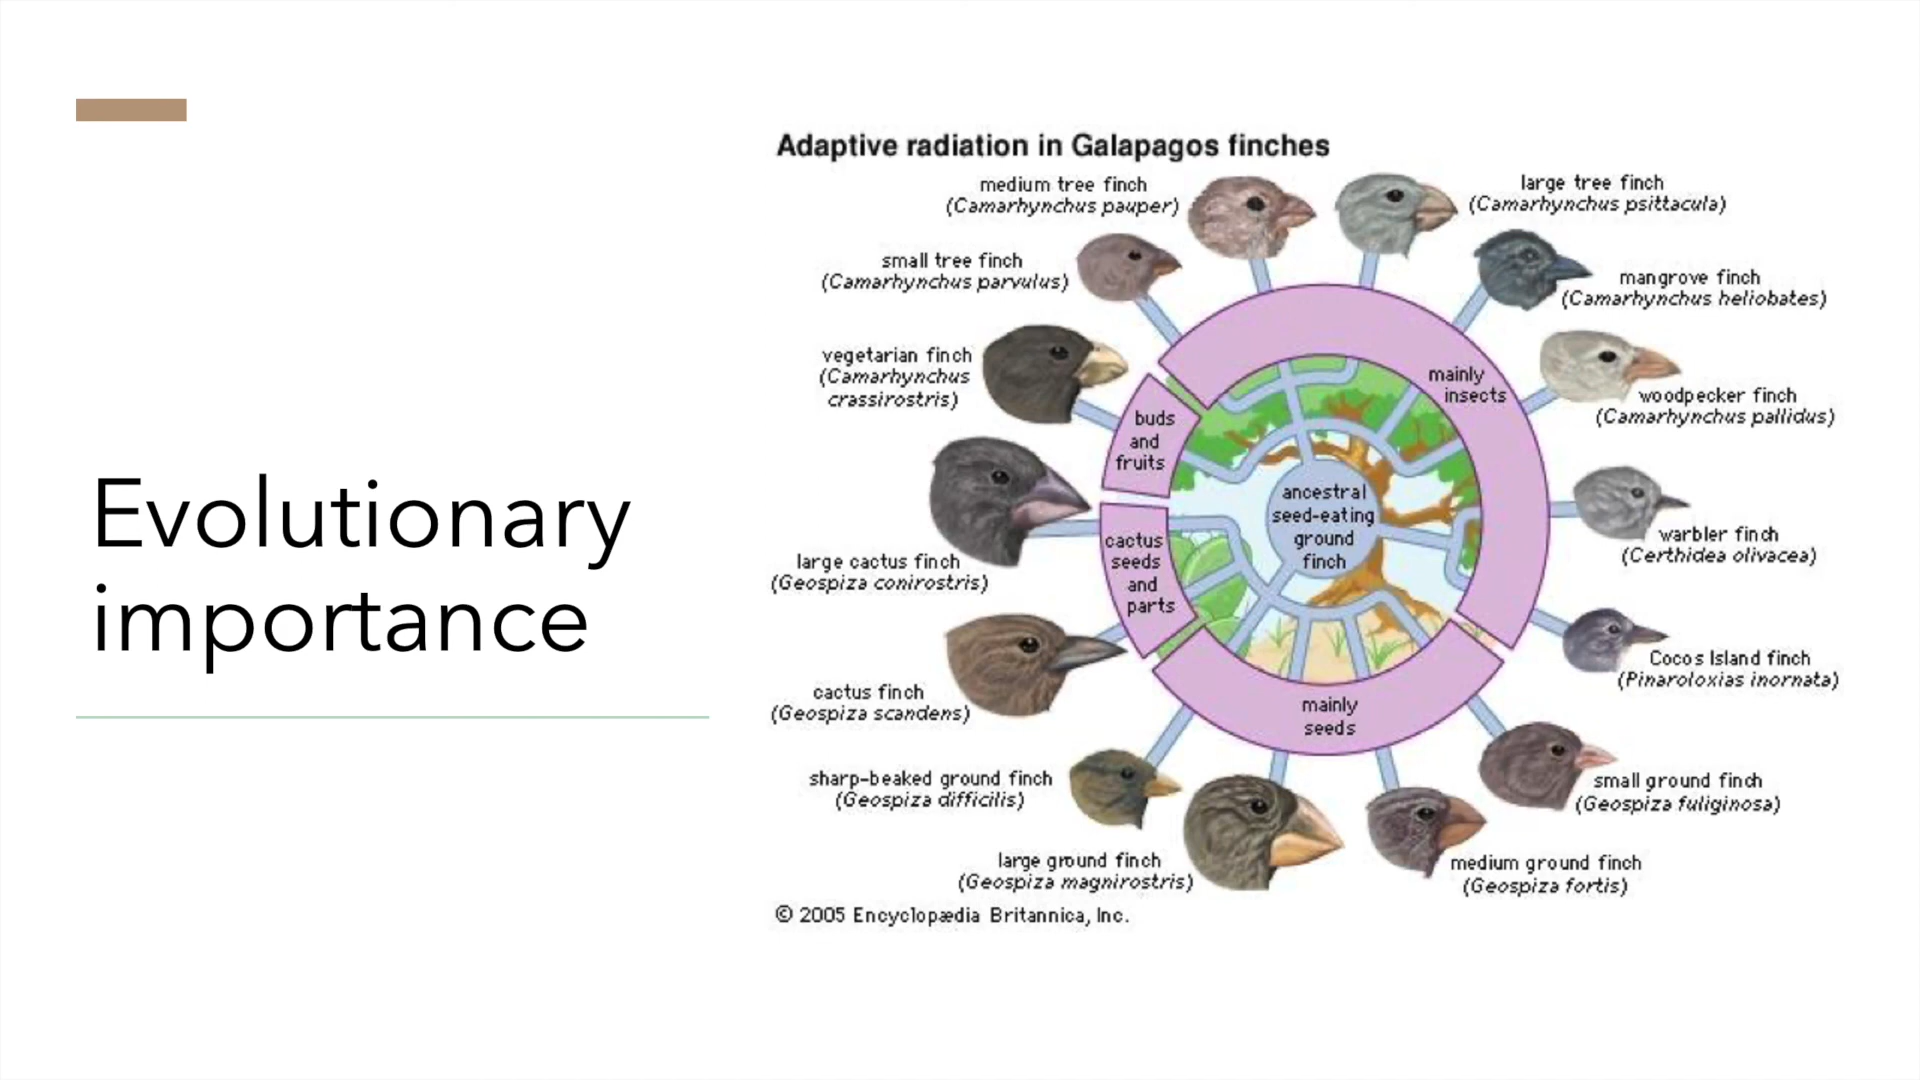 Evolutionary
importance
Adaptive radiation in Galapagos finches
medium tree finch
(Camarhynchus pauper)
large tree finch
(Camarhynchus psittacula)
small tree finch
(Camarhynchus parvulus)
mangrove finch
(Camarhynchus heliobates)
vegetarian finch
(Camarhynchus
crassirostris)
woodpecker finch
(Camarhynchus pallidus)
mainly
insects
buds
and
fruits
ancestral
seed-eating
ground
finch
cactus
seeds
and
parts
mainly
seeds
warbler finch
(Certhidea olivacea)
large cactus finch
(Geospiza conirostris)
Cocos Island finch
(Pinaroloxias inornata)
cactus finch
(Geospiza scandens)
sharp-beaked ground finch
(Geospiza difficilis)
small ground finch
(Geospiza fuliginosa)
large ground finch
(Geospiza magnirostris)
medium ground finch
(Geospiza fortis)
© 2005 Encyclopædia Britannica, Inc.